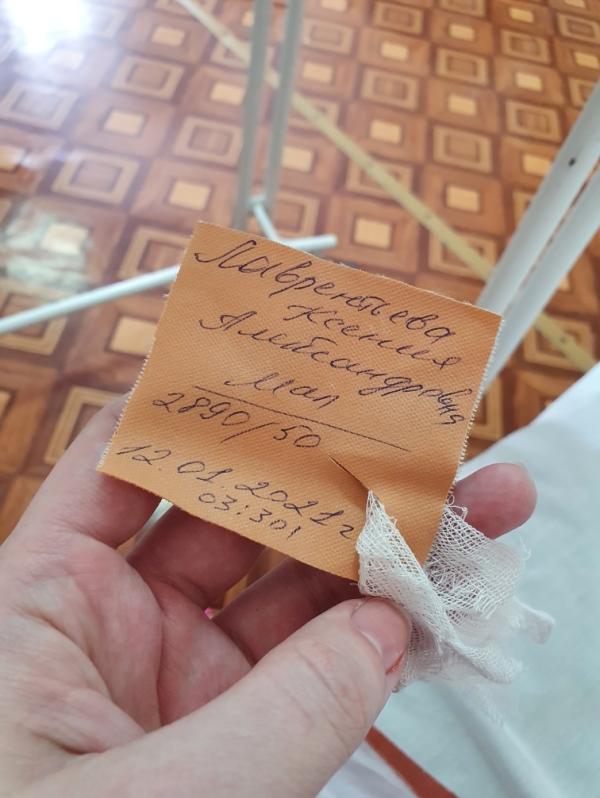 Лаврентьева
Ксения
Александровна
Мал
2890/50
12.01.2021г
03:30